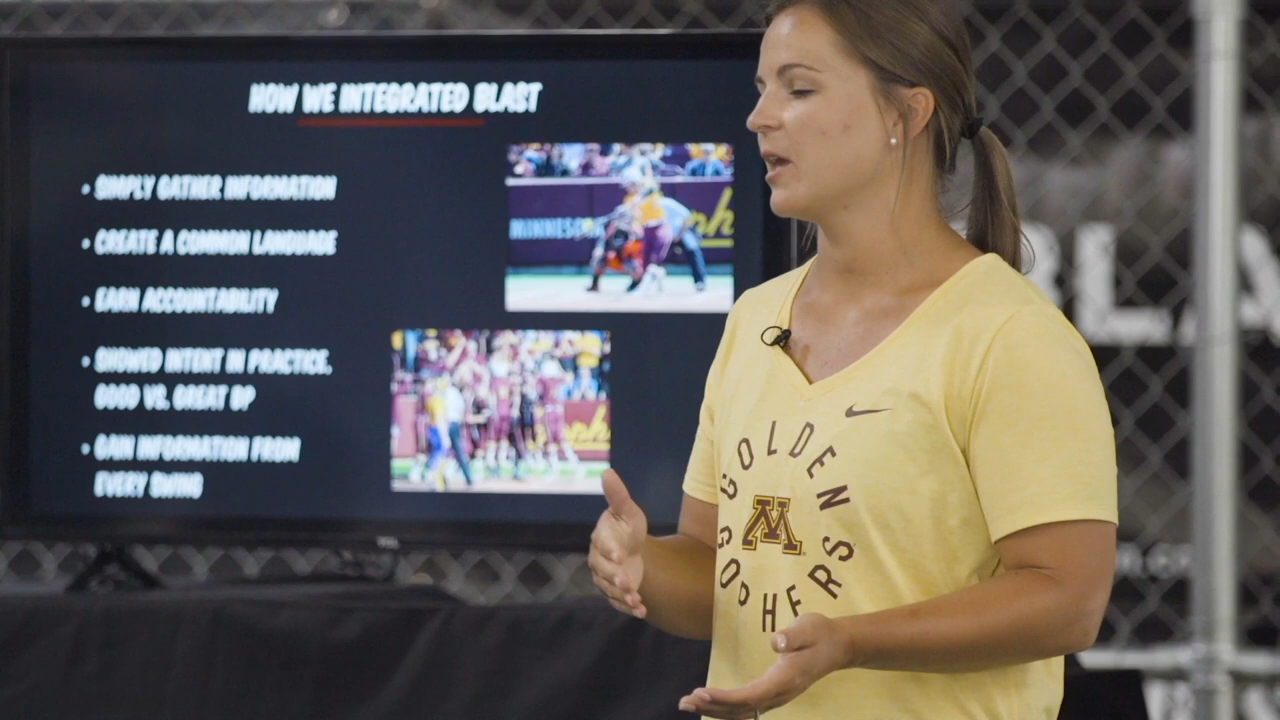 HOW WE INTEGRATED BLAST
• SIMPLY GATHER INFORMATION
• CREATE A COMMON LANGUAGE
• EARN ACCOUNTABILITY
• SHOWED INTENT IN PRACTICE.
GOOD VS. GREAT BP
• GAIN INFORMATION FROM
EVERY SWING
GOLDEN
M
GOPHERS